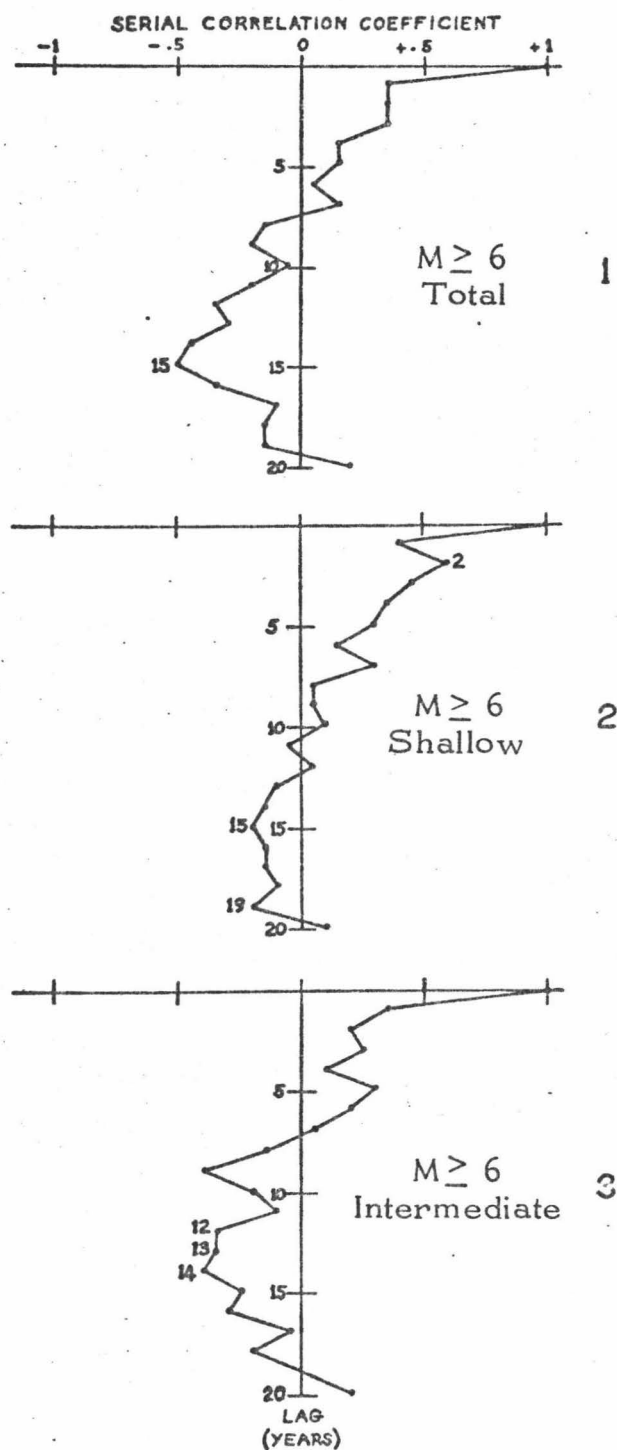 SERIAL CORRELATION COEFFICIENT
-1 -.5 0 +.5 +1
5
10
15 15
20
M ≥ 6
Total
1
2
5
10
15 15
19
20
M ≥ 6
Shallow
2
5
10
12
13
14
15
20
M ≥ 6
Intermediate
3
LAG
(YEARS)